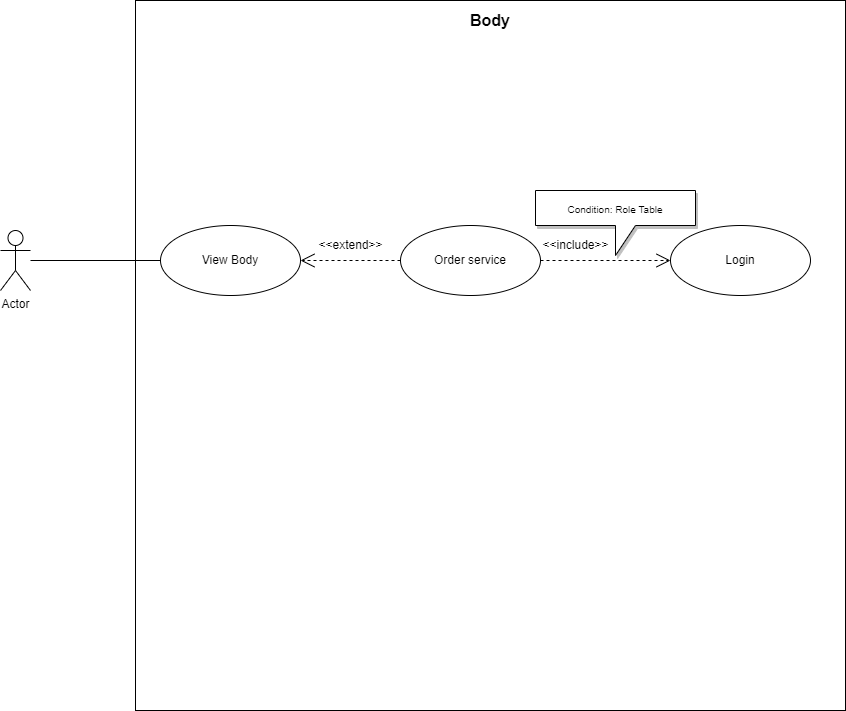 Body
Condition: Role Table
<<extend>>
<<include>>
View Body
Order service
Login
Actor